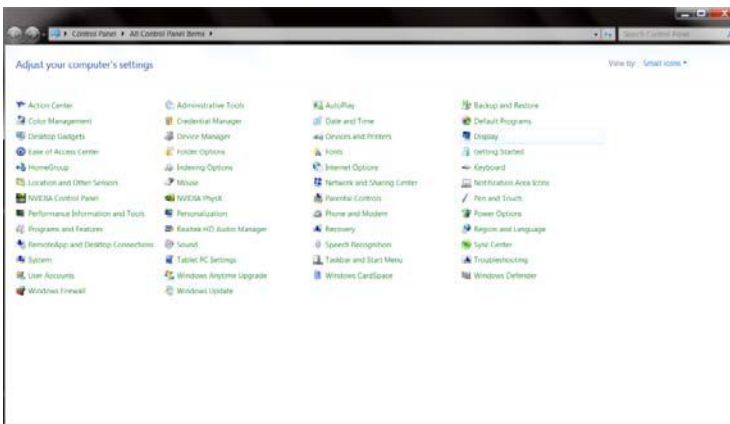 Control Panel ▸ All Control Panel Items ▸ Search Control Panel
Adjust your computer's settings View by: Small icons
Action Center Administrative Tools AutoPlay Backup and Restore
Color Management Credential Manager Date and Time Default Programs
Desktop Gadgets Device Manager Devices and Printers Display
Ease of Access Center Folder Options Fonts Getting Started
HomeGroup Indexing Options Internet Options Keyboard
Location and Other Sensors Mouse Network and Sharing Center Notification Area Icons
NVIDIA Control Panel NVIDIA PhysX Parental Controls Pen and Touch
Performance Information and Tools Personalization Phone and Modem Power Options
Programs and Features Realtek HD Audio Manager Recovery Region and Language
RemoteApp and Desktop Connections Sound Speech Recognition Sync Center
System Tablet PC Settings Taskbar and Start Menu Troubleshooting
User Accounts Windows Anytime Upgrade Windows CardSpace Windows Defender
Windows Firewall Windows Update